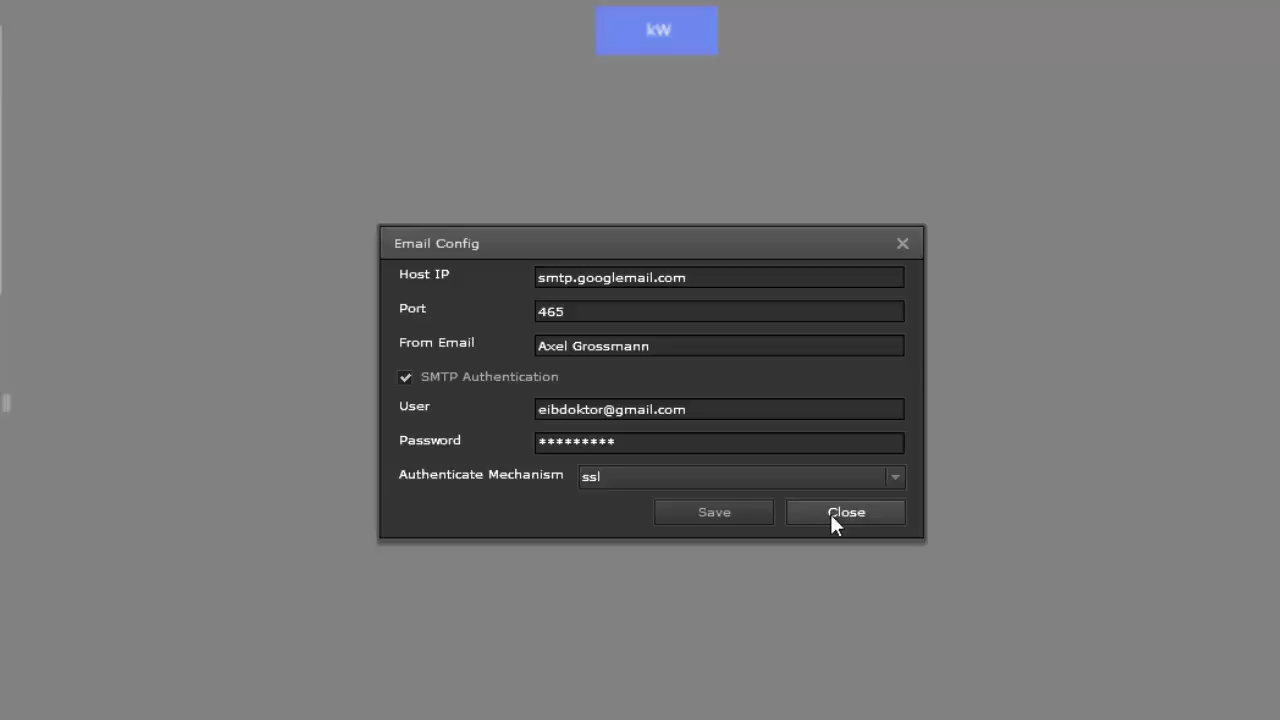 kW
Email Config
Host IP smtp.googlemail.com
Port 465
From Email Axel Grossmann
SMTP Authentication
User eibdoktor@gmail.com
Password *********
Authenticate Mechanism ssl
Save Close